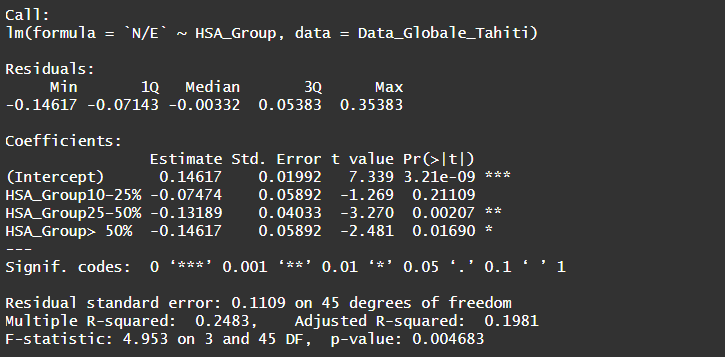 Call:
lm(formula = `N/E` ~ HSA_Group, data = Data_Globale_Tahiti)
Residuals:
     Min       1Q   Median       3Q      Max
-0.14617 -0.07143 -0.00332  0.05383  0.35383
Coefficients:
                Estimate Std. Error t value Pr(>|t|)
(Intercept)      0.14617    0.01992   7.339 3.21e-09 ***
HSA_Group10-25% -0.07474    0.05892  -1.269  0.21109
HSA_Group25-50% -0.13189    0.04033  -3.270  0.00207 **
HSA_Group> 50%  -0.14617    0.05892  -2.481  0.01690 *
---
Signif. codes:  0 ‘***’ 0.001 ‘**’ 0.01 ‘*’ 0.05 ‘.’ 0.1 ‘ ’ 1
Residual standard error: 0.1109 on 45 degrees of freedom
Multiple R-squared:  0.2483,    Adjusted R-squared:  0.1981
F-statistic: 4.953 on 3 and 45 DF,  p-value: 0.004683